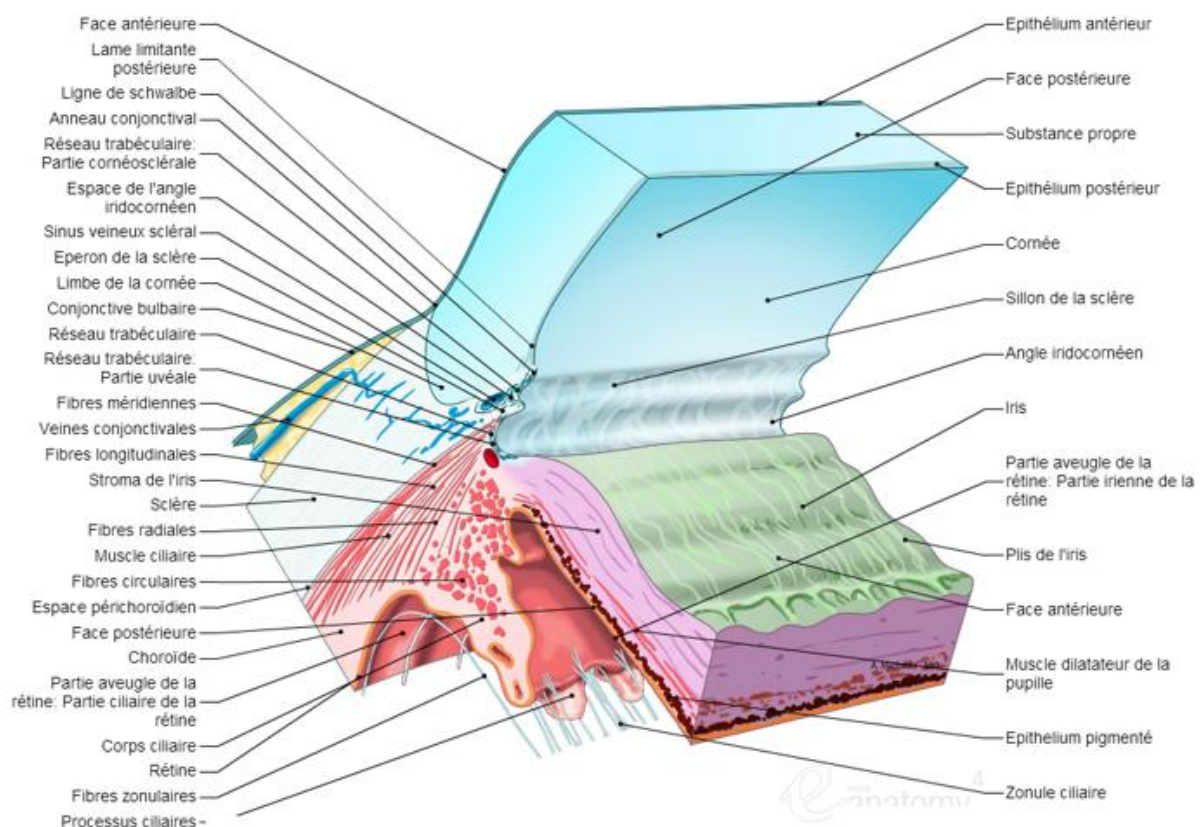 Face antérieure
Lame limitante
postérieure
Ligne de schwalbe
Anneau conjonctival
Réseau trabéculaire:
Partie cornéosclérale
Espace de l'angle
iridocornéen
Sinus veineux scléral
Eperon de la sclère
Limbe de la cornée
Conjonctive bulbaire
Réseau trabéculaire
Réseau trabéculaire:
Partie uvéale
Fibres méridiennes
Veines conjonctivales
Fibres longitudinales
Stroma de l'iris
Sclère
Fibres radiales
Muscle ciliaire
Fibres circulaires
Espace périchoroïdien
Face postérieure
Choroïde
Partie aveugle de la
rétine: Partie ciliaire de la
rétine
Corps ciliaire
Rétine
Fibres zonulaires
Processus ciliaires
Epithélium antérieur
Face postérieure
Substance propre
Epithélium postérieur
Cornée
Sillon de la sclère
Angle iridocornéen
Iris
Partie aveugle de la
rétine: Partie irienne de la
rétine
Plis de l'iris
Face antérieure
Muscle dilatateur de la
pupille
Epithelium pigmenté
Zonule ciliaire
4
e-anatomy